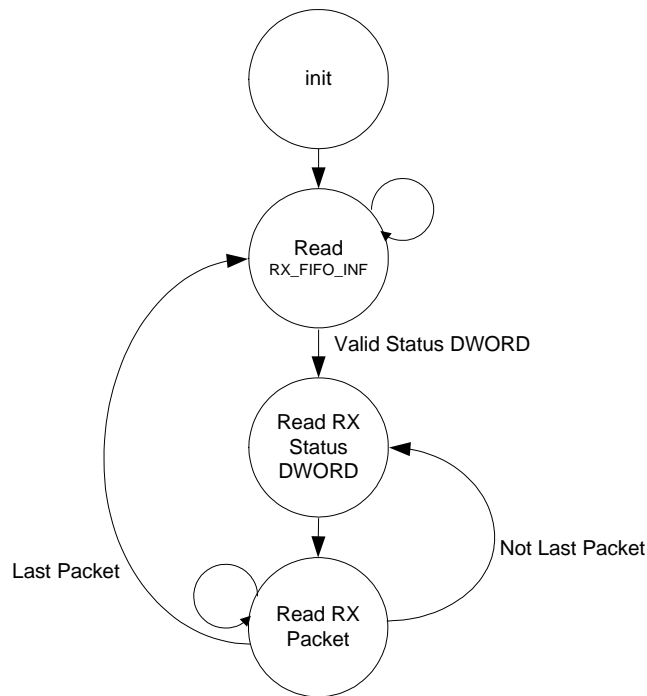 init
Read
RX_FIFO_INF
Valid Status DWORD
Read RX
Status
DWORD
Not Last Packet
Last Packet
Read RX
Packet